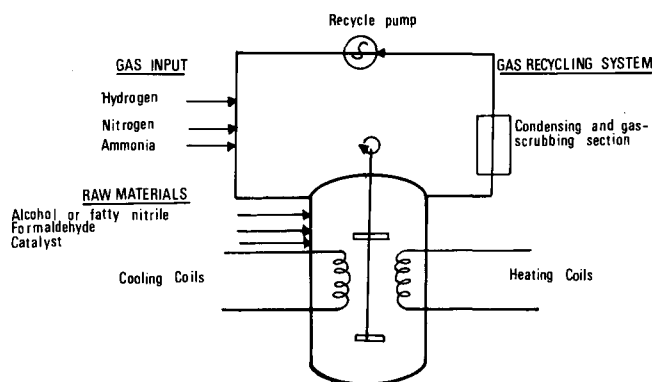 Recycle pump
GAS INPUT
GAS RECYCLING SYSTEM
Hydrogen
Nitrogen
Ammonia
Condensing and gas-
scrubbing section
RAW MATERIALS
Alcohol or fatty nitrile
Formaldehyde
Catalyst
Cooling Coils
Heating Coils